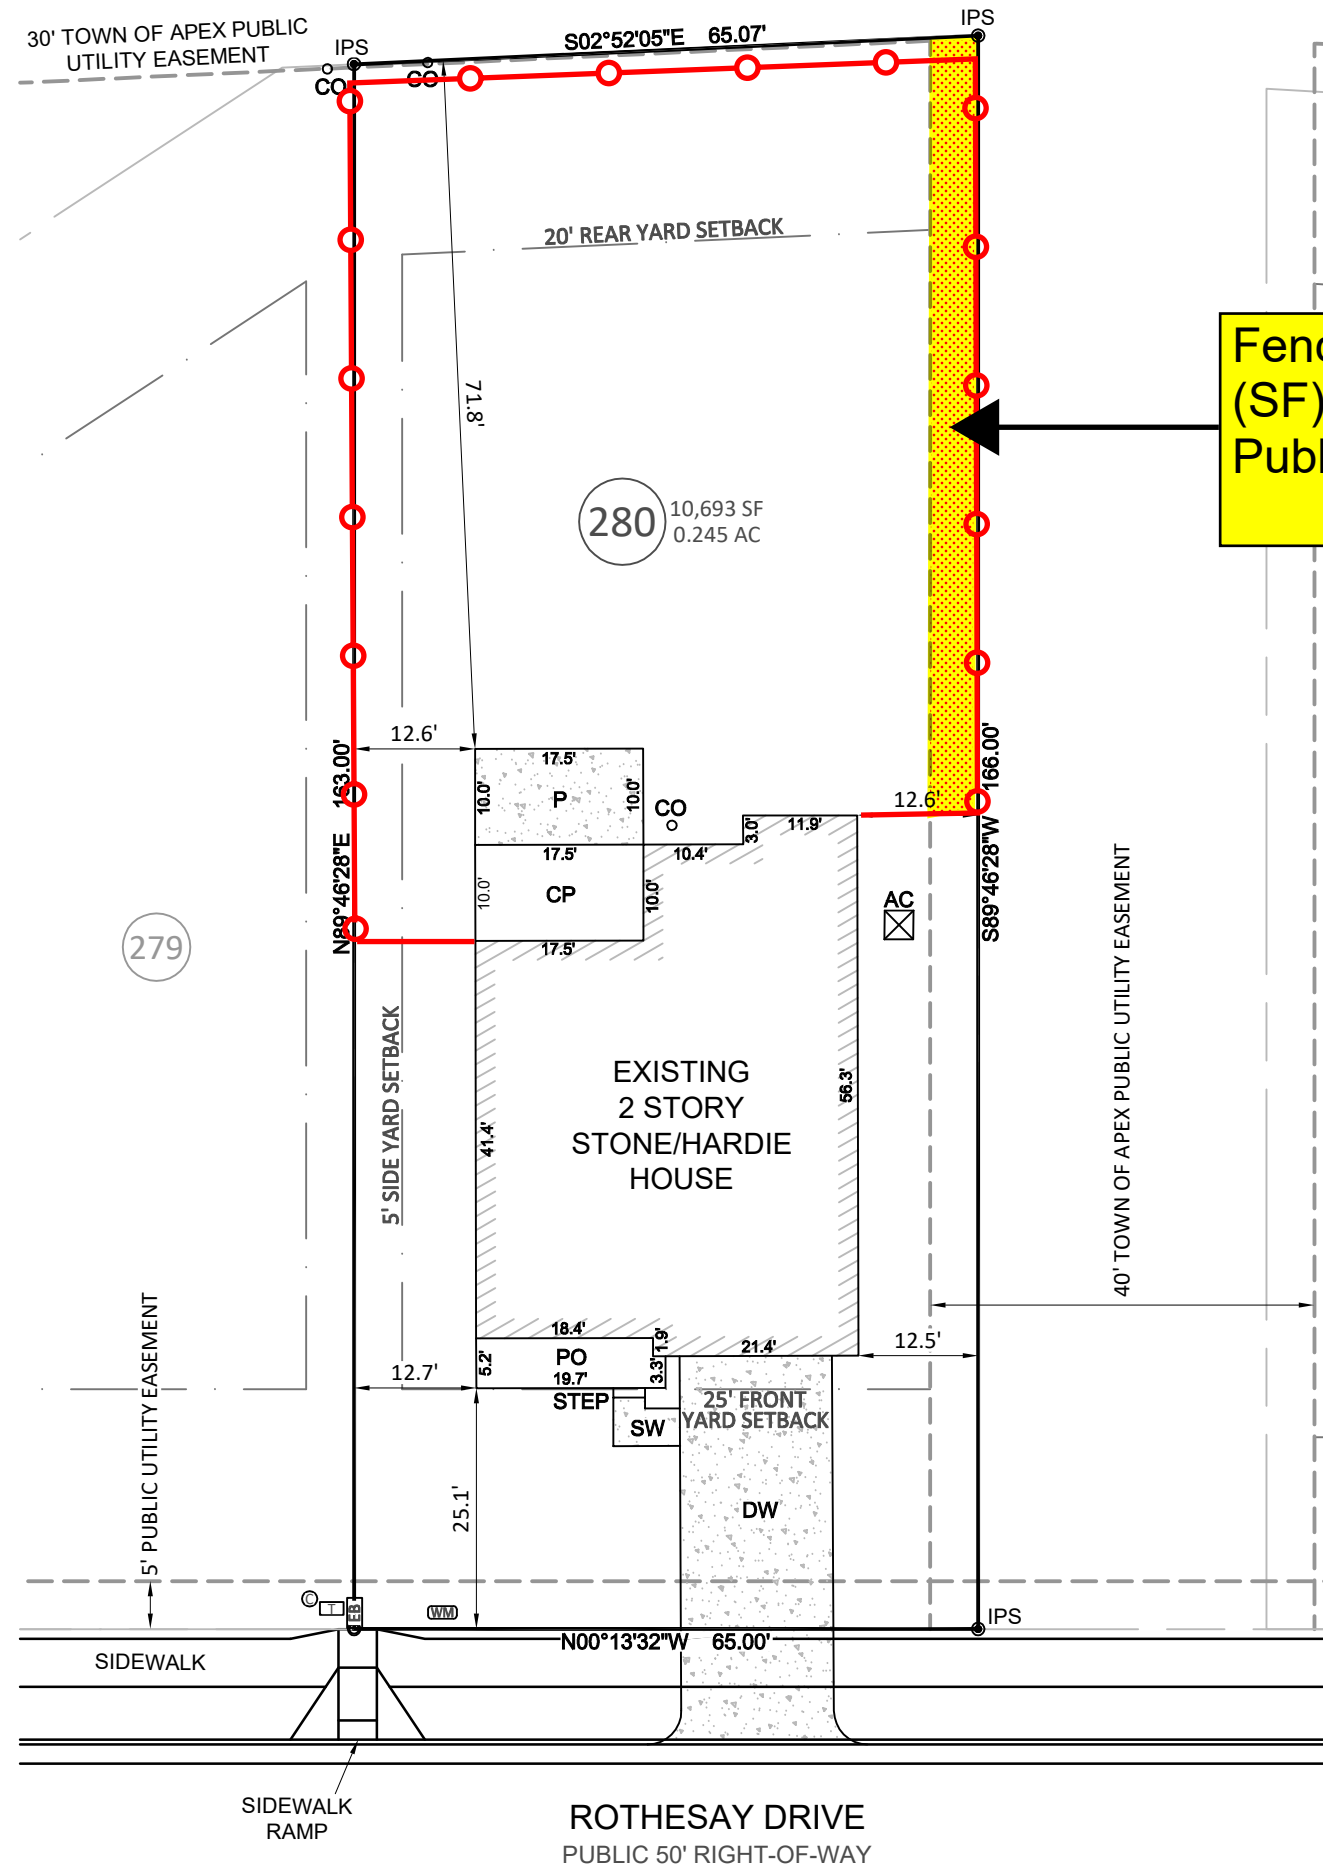 30' TOWN OF APEX PUBLIC
UTILITY EASEMENT
IPS
S02°52'05"E 65.07'
IPS
CO
CO
20' REAR YARD SETBACK
71.8'
(SF)
280
10,693 SF
0.245 AC
12.6'
17.5'
10.0'
P
10.0'
CO
N89°46'28"E 163.00'
12.6'
S89°46'28"W 166.00'
3.0'
11.9'
17.5'
10.4'
10.0'
CP
10.0'
17.5'
AC
279
5' SIDE YARD SETBACK
41.4'
EXISTING
2 STORY
STONE/HARDIE
HOUSE
56.3'
40' TOWN OF APEX PUBLIC UTILITY EASEMENT
18.4'
1.9'
21.4'
12.5'
5.2'
PO
19.7'
3.3'
12.7'
STEP
SW
25' FRONT
YARD SETBACK
5' PUBLIC UTILITY EASEMENT
25.1'
DW
C
T
EB
WM
IPS
N00°13'32"W 65.00'
SIDEWALK
SIDEWALK
RAMP
ROTHESAY DRIVE
PUBLIC 50' RIGHT-OF-WAY